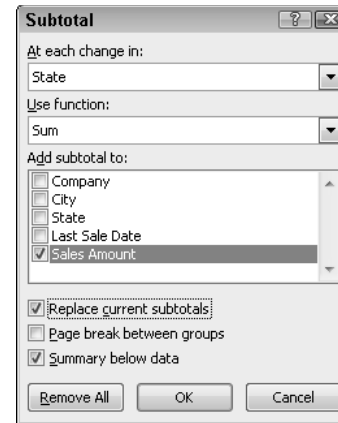 Subtotal
At each change in:
State
Use function:
Sum
Add subtotal to:
Company
City
State
Last Sale Date
Sales Amount
Replace current subtotals
Page break between groups
Summary below data
Remove All OK Cancel